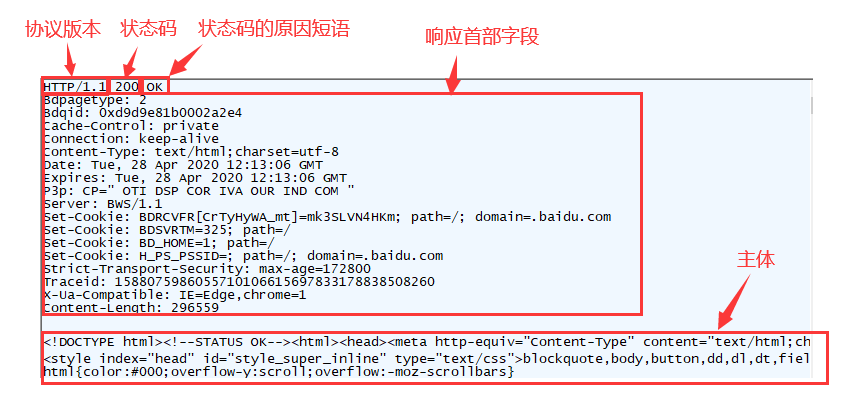 协议版本 状态码 状态码的原因短语 响应首部字段
HTTP/1.1 200 OK
Bdpagetype: 2
Bdqid: 0xd9d9e81b0002a2e4
Cache-Control: private
Connection: keep-alive
Content-Type: text/html;charset=utf-8
Date: Tue, 28 Apr 2020 12:13:06 GMT
Expires: Tue, 28 Apr 2020 12:13:06 GMT
P3p: CP=" OTI DSP COR IVA OUR IND COM "
Server: BWS/1.1
Set-Cookie: BDRCVFR[CrTyHyWA_mt]=mk3SLVN4HKm; path=/; domain=.baidu.com
Set-Cookie: BDSVRTM=325; path=/
Set-Cookie: BD_HOME=1; path=/
Set-Cookie: H_PS_PSSID=; path=/; domain=.baidu.com
Strict-Transport-Security: max-age=172800
Traceid: 1588075986055710106615697833178838508260
X-Ua-Compatible: IE=Edge,chrome=1
Content-Length: 296559
主体
<!DOCTYPE html><!--STATUS OK--><html><head><meta http-equiv="Content-Type" content="text/html;ch
<style index="head" id="style_super_inline" type="text/css">blockquote,body,button,dd,dl,dt,fiel
html{color:#000;overflow-y:scroll;overflow:-moz-scrollbars}